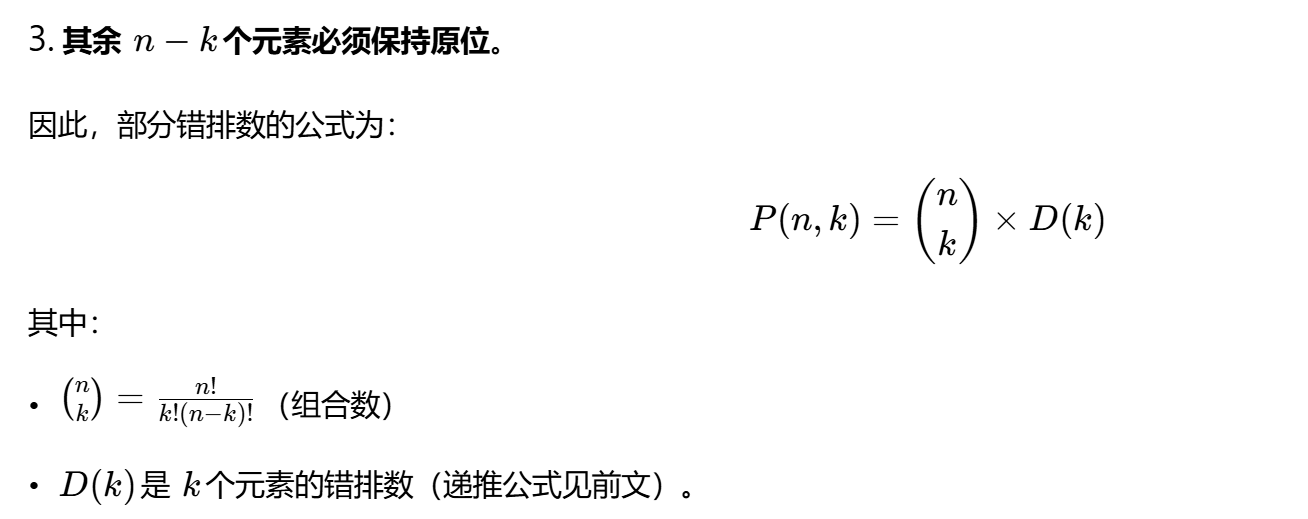 3. 其余 n − k 个元素必须保持原位。
因此，部分错排数的公式为：
P(n, k) = \binom{n}{k} × D(k)
其中：
• \binom{n}{k} = \frac{n!}{k!(n−k)!}（组合数）
• D(k) 是 k 个元素的错排数（递推公式见前文）。